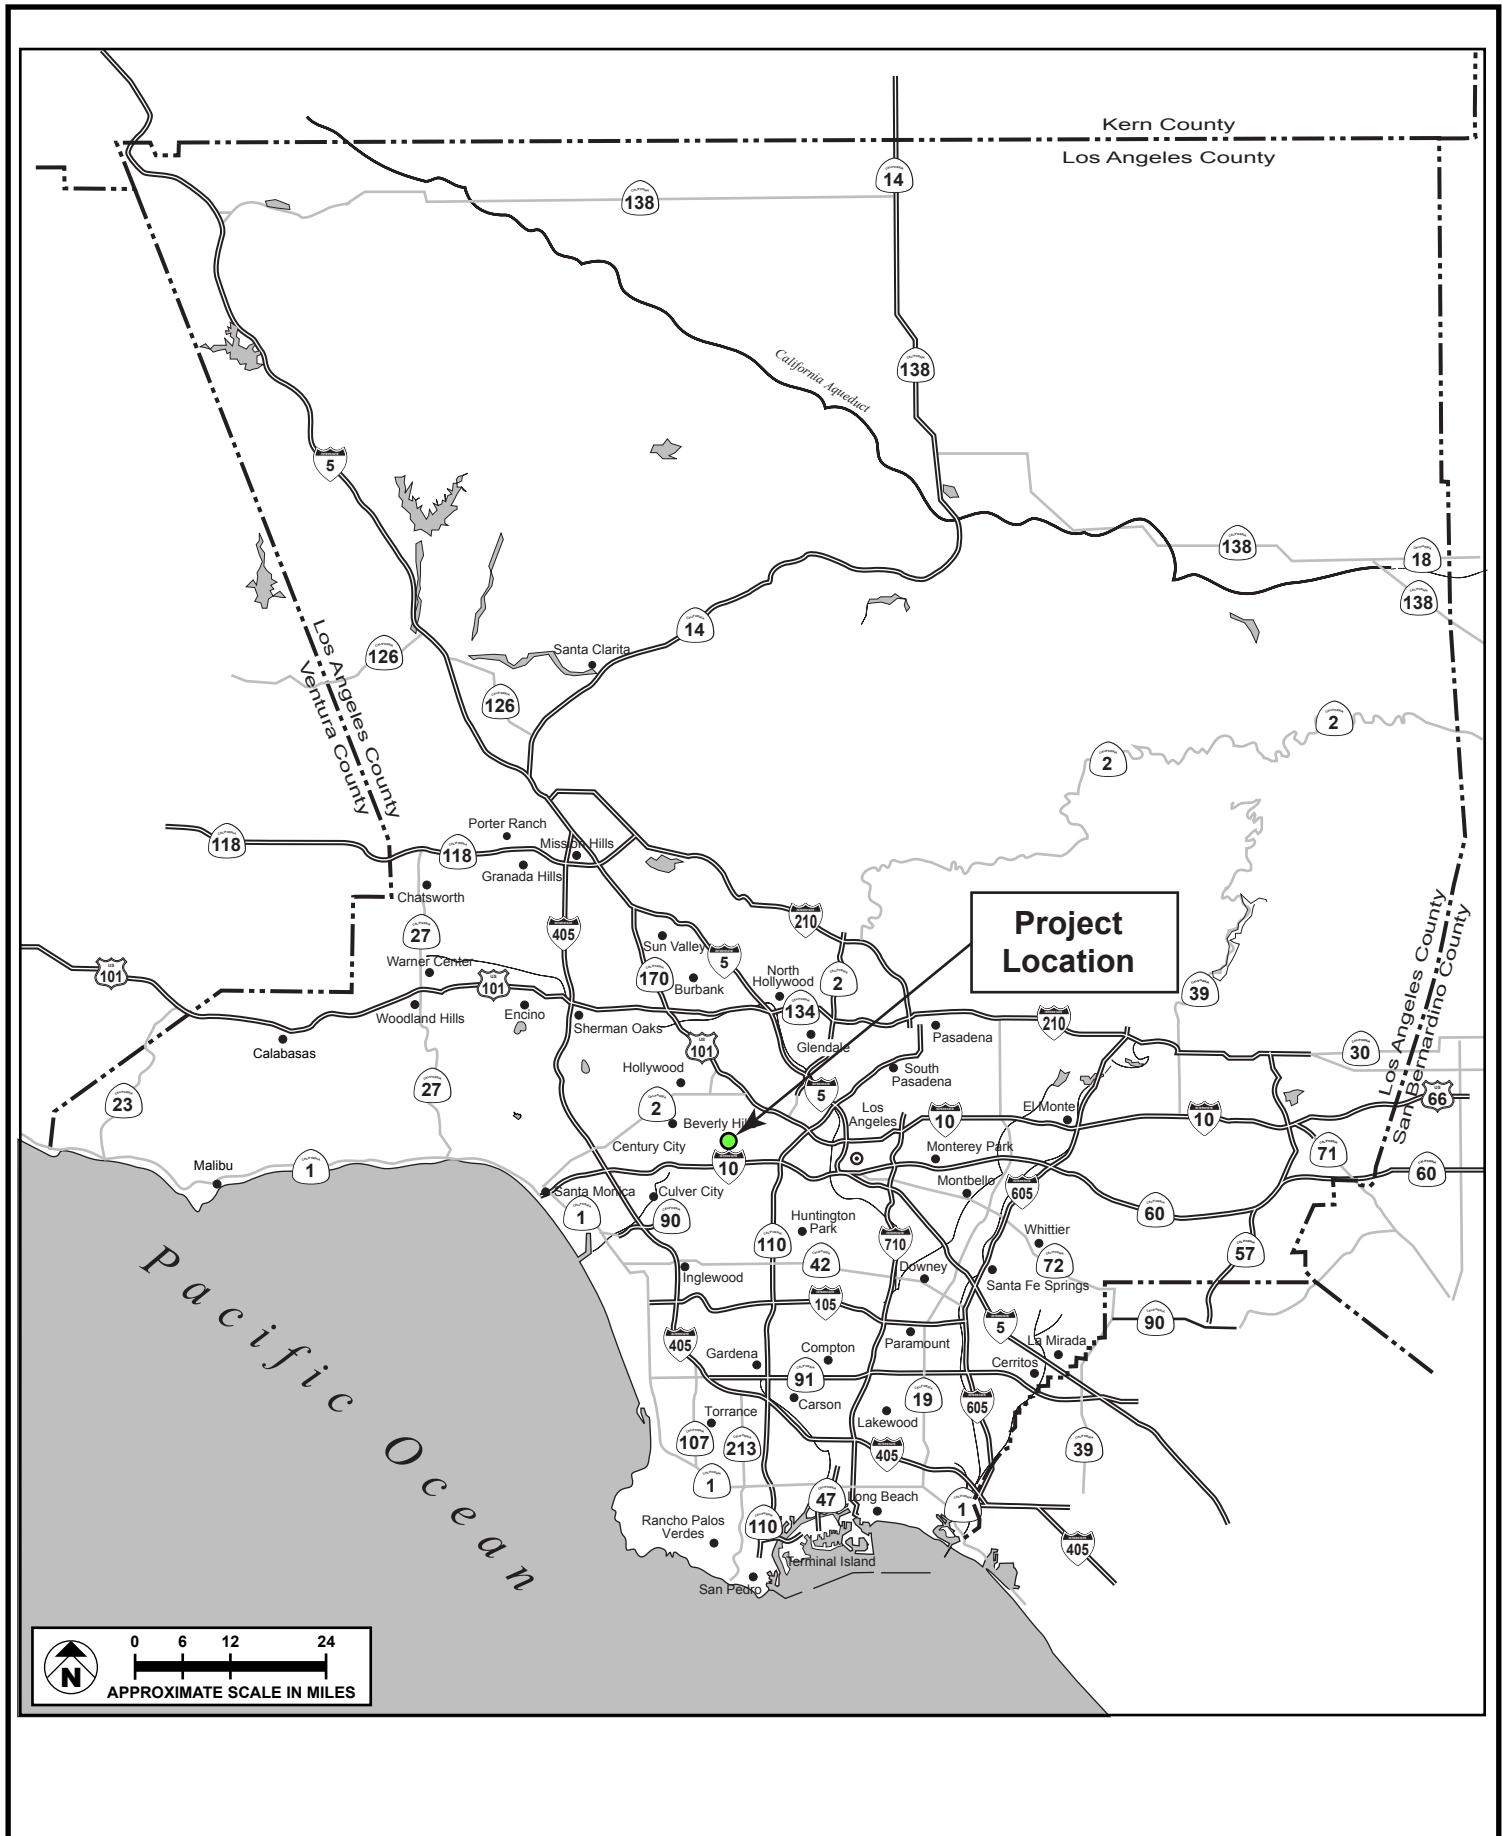 Kern County
Los Angeles County
14
138
138
California Aqueduct
5
138
18
138
14
Los Angeles County
Ventura County
126
Santa Clarita
126
2
2
Porter Ranch
118
118
Mission Hills
Granada Hills
Chatsworth
Project
Location
210
27
405
Sun Valley
Warner Center
5
North
Hollywood
2
101
101
170
Burbank
39
Los Angeles County
San Bernardino County
Woodland Hills
Encino
134
Sherman Oaks
210
Pasadena
Calabasas
101
Glendale
30
Hollywood
South
Pasadena
27
5
23
2
Los
Angeles
El Monte
66
Beverly Hil
10
10
Century City
Monterey Park
71
Malibu
1
10
60
Montbello
605
Santa Monica
Culver City
1
90
Huntington
Park
60
110
710
Whittier
57
42
72
Inglewood
Downey
Santa Fe Springs
105
5
90
405
Paramount
La Mirada
Gardena
Compton
Cerritos
91
19
605
Carson
Torrance
Lakewood
107
213
405
39
1
47
Long Beach
1
Rancho Palos
Verdes
110
405
Terminal Island
San Pedro
Pacific Ocean
N
0 6 12 24
APPROXIMATE SCALE IN MILES